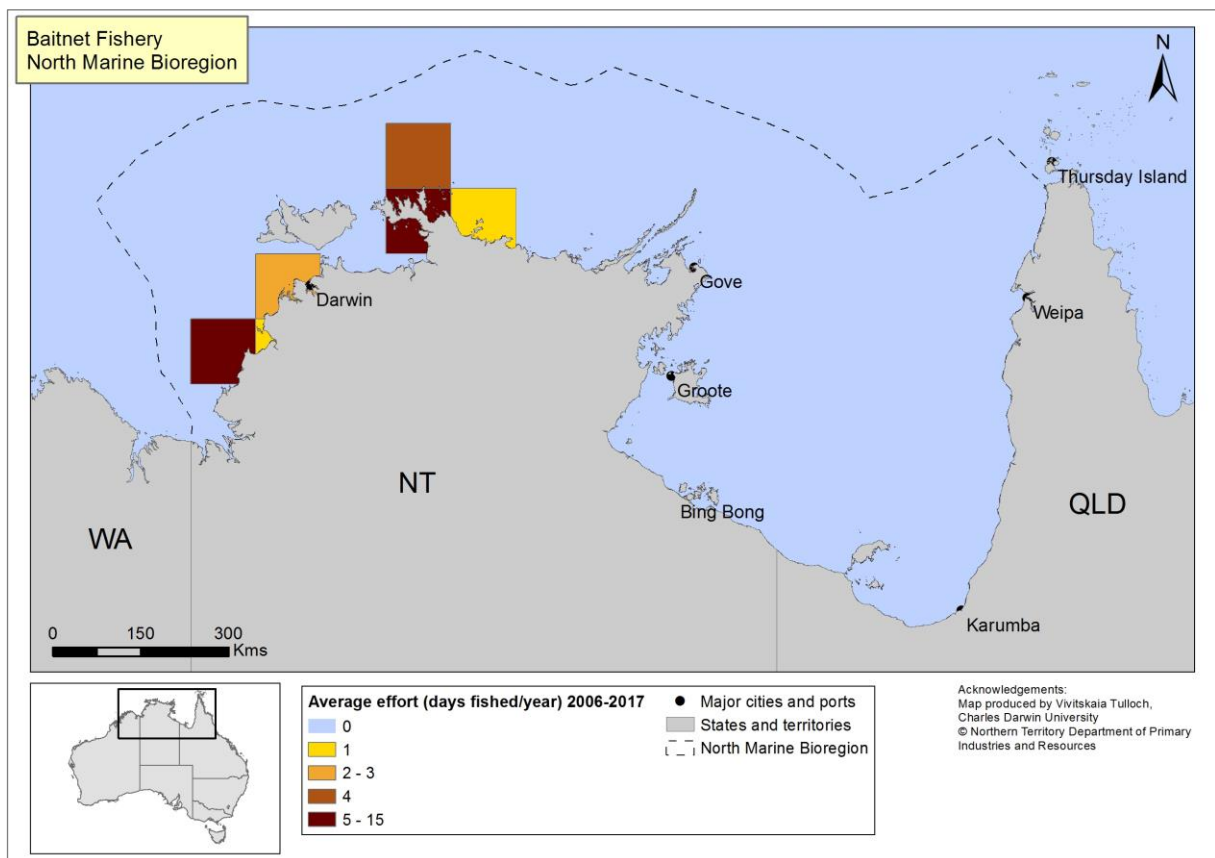 Baitnet Fishery
North Marine Bioregion
N
Thursday Island
Gove
Darwin
Weipa
Groote
NT
Bing Bong
QLD
WA
Karumba
0 150 300
Kms
Average effort (days fished/year) 2006-2017
0
1
2 - 3
4
5 - 15
Major cities and ports
States and territories
North Marine Bioregion
Acknowledgements:
Map produced by Vivitskaia Tulloch,
Charles Darwin University
© Northern Territory Department of Primary
Industries and Resources